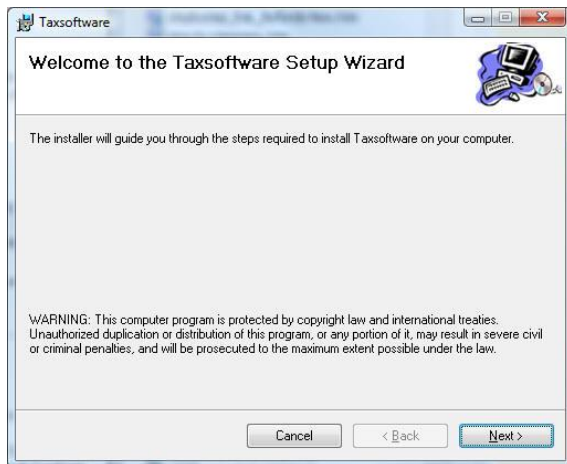 Taxsoftware
Welcome to the Taxsoftware Setup Wizard
The installer will guide you through the steps required to install Taxsoftware on your computer.
WARNING: This computer program is protected by copyright law and international treaties.
Unauthorized duplication or distribution of this program, or any portion of it, may result in severe civil
or criminal penalties, and will be prosecuted to the maximum extent possible under the law.
Cancel
< Back
Next >